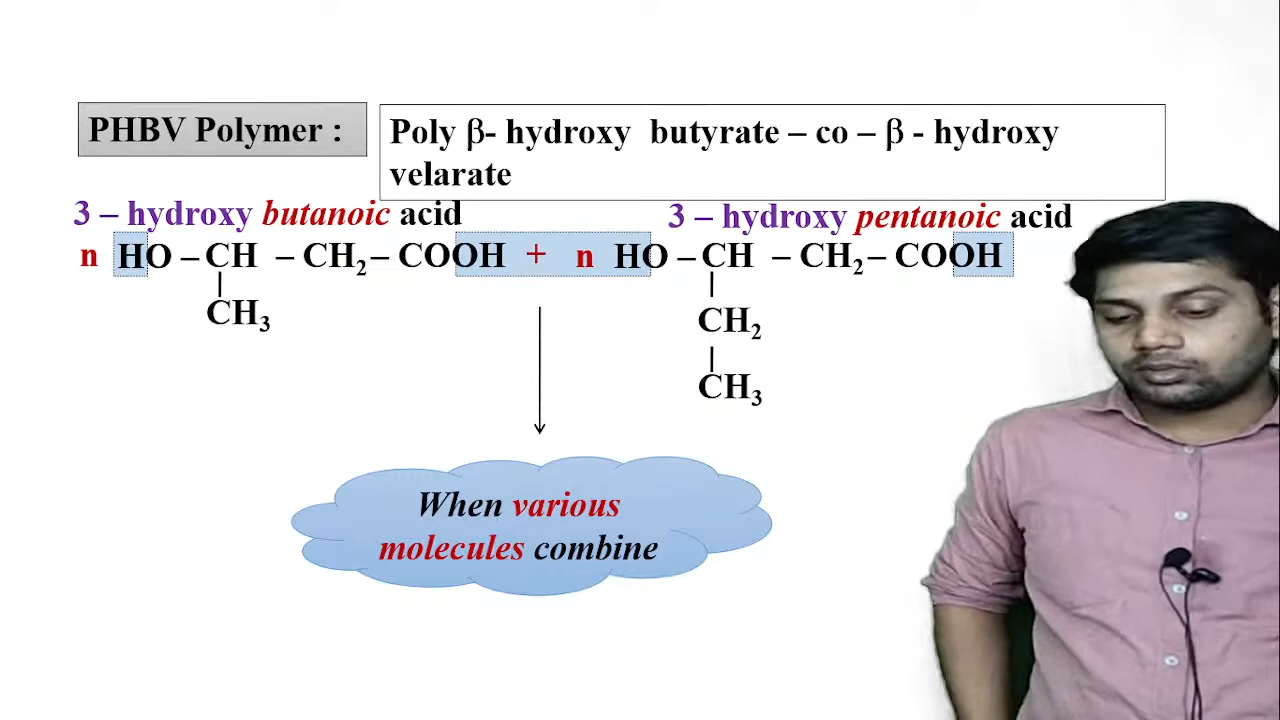 PHBV Polymer :
Poly β- hydroxy butyrate – co – β - hydroxy
velarate
3 – hydroxy butanoic acid
3 – hydroxy pentanoic acid
n HO – CH – CH₂ – COOH + n HO – CH – CH₂ – COOH
CH₃
CH₂
CH₃
When various
molecules combine